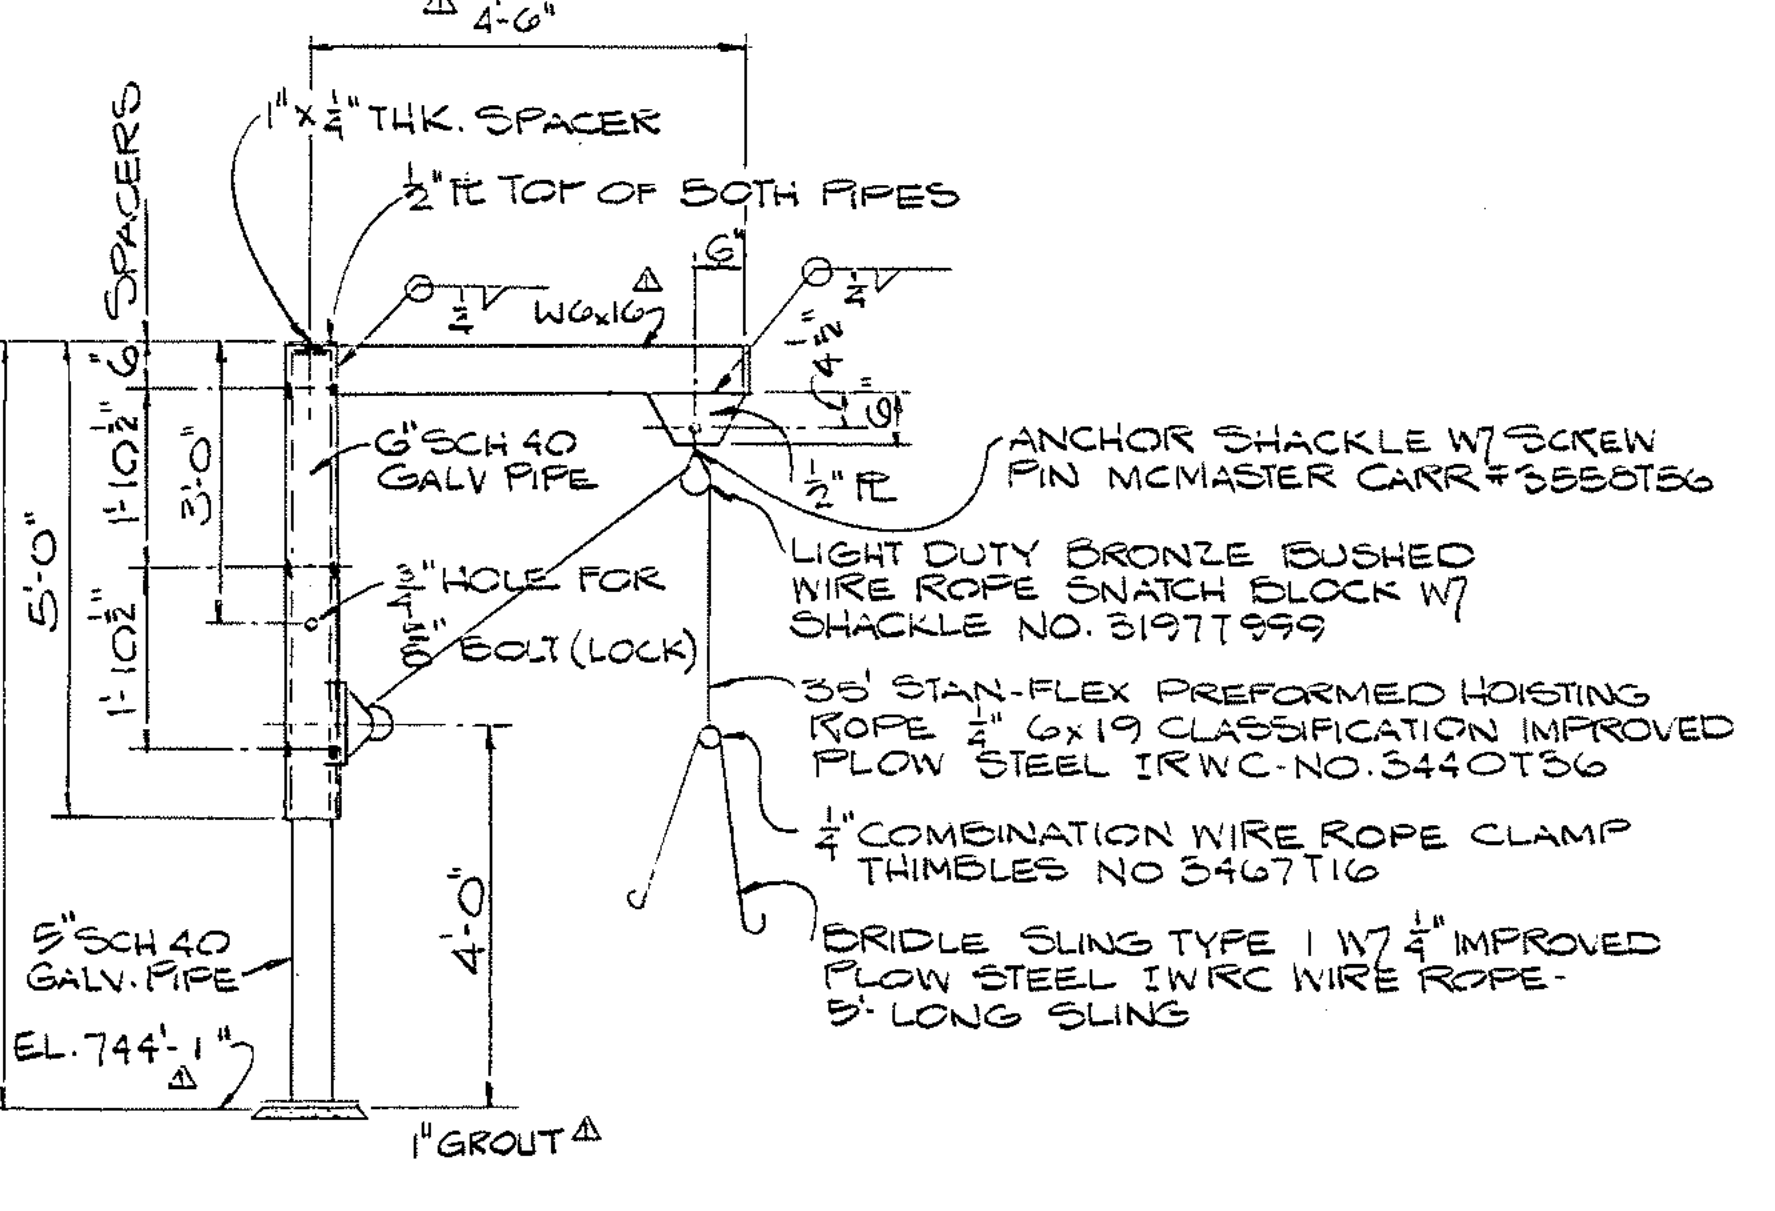 1
4'-6"
1" x 1/4" THK. SPACER
1/2" PL TOP OF BOTH PIPES
6" SPACERS
6"
1/4
W6x16
1
1/4
4 1/2"
6"
1'-10 1/2"
3'-0"
5'-0"
1'-10 1/2"
6" SCH 40
GALV PIPE
1/2" PL
ANCHOR SHACKLE W/ SCREW
PIN MCMASTER CARR #3558T56
LIGHT DUTY BRONZE BUSHED
WIRE ROPE SNATCH BLOCK W/
SHACKLE NO. 3197T999
3/4" HOLE FOR
5/8" BOLT (LOCK)
35' STAN-FLEX PREFORMED HOISTING
ROPE 1/4" 6x19 CLASSIFICATION IMPROVED
PLOW STEEL IRWC-NO. 3440T36
1/4" COMBINATION WIRE ROPE CLAMP
THIMBLES NO 3467T16
BRIDLE SLING TYPE 1 W/ 1/4" IMPROVED
PLOW STEEL IWRC WIRE ROPE-
5'- LONG SLING
4'-0"
5" SCH 40
GALV. PIPE
EL. 744'-1"
1
1" GROUT
1